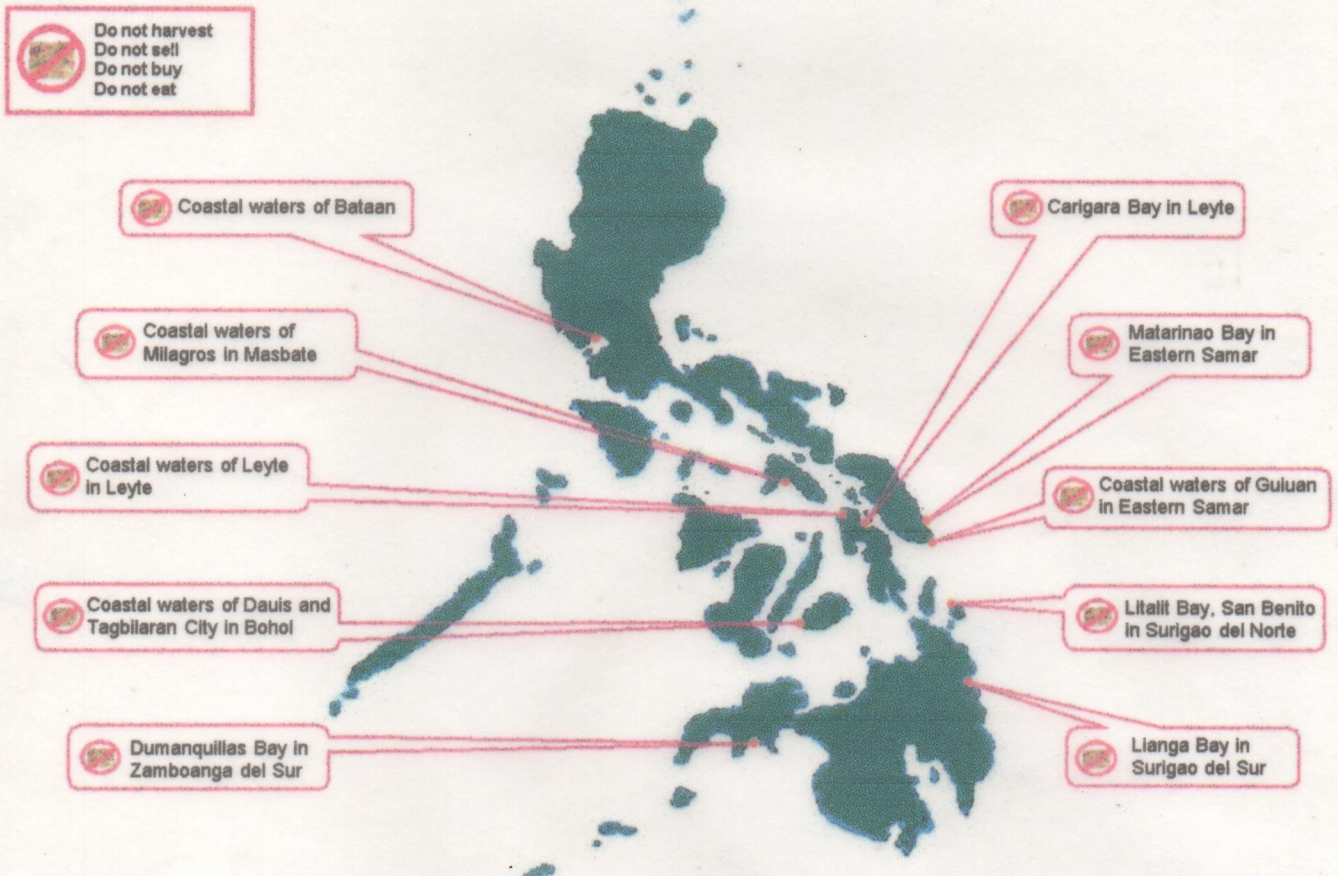 Do not harvest
Do not sell
Do not buy
Do not eat
Coastal waters of Bataan
Carigara Bay in Leyte
Coastal waters of
Milagros in Masbate
Matarinao Bay in
Eastern Samar
Coastal waters of Leyte
in Leyte
Coastal waters of Guiuan
in Eastern Samar
Coastal waters of Dauis and
Tagbilaran City in Bohol
Litalit Bay, San Benito
in Surigao del Norte
Dumanquillas Bay in
Zamboanga del Sur
Lianga Bay in
Surigao del Sur